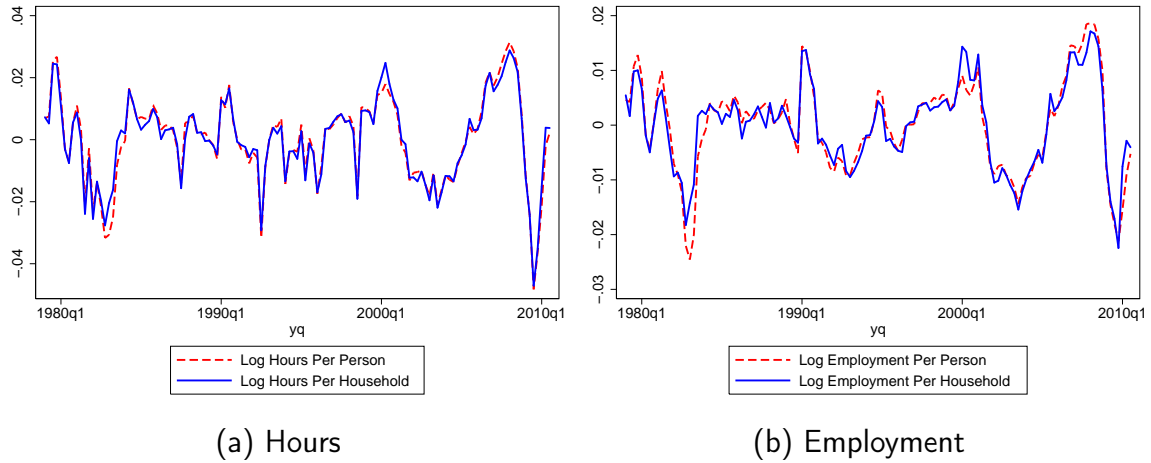 .04
.02
0
-.02
-.04
1980q1 1990q1 2000q1 2010q1
yq
Log Hours Per Person
Log Hours Per Household
(a) Hours
.02
.01
0
-.01
-.02
-.03
1980q1 1990q1 2000q1 2010q1
yq
Log Employment Per Person
Log Employment Per Household
(b) Employment